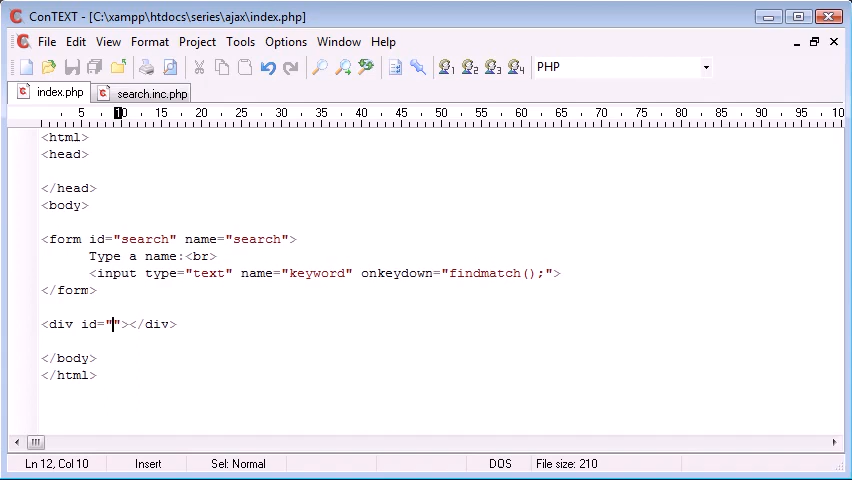 ConTEXT - [C:\xampp\htdocs\series\ajax\index.php]
File Edit View Format Project Tools Options Window Help
1 2 3 4 PHP
index.php search.inc.php
5 10 15 20 25 30 35 40 45 50 55 60 65 70 75 80 85 90 95 10
<html>
<head>
</head>
<body>
<form id="search" name="search">
Type a name:<br>
<input type="text" name="keyword" onkeydown="findmatch();">
</form>
<div id=""></div>
</body>
</html>
Ln 12, Col 10 Insert Sel: Normal DOS File size: 210